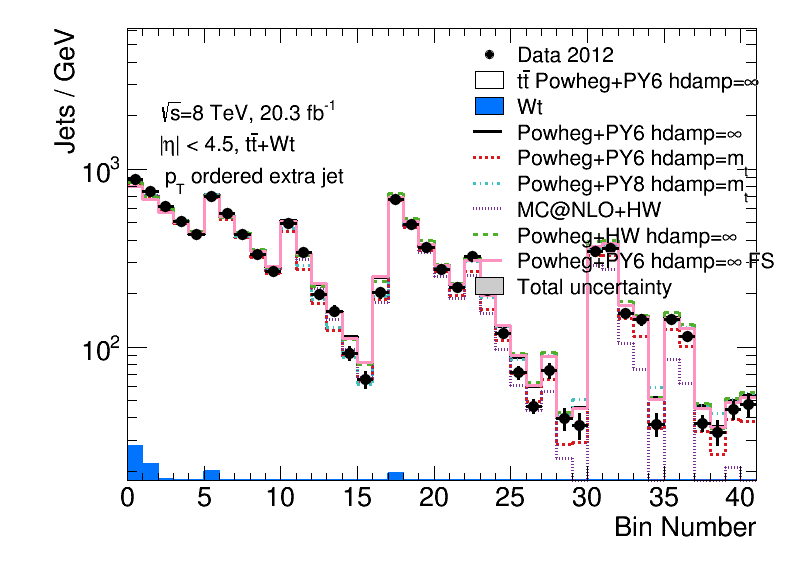 Jets / GeV
10³
10²
√s=8 TeV, 20.3 fb⁻¹
|η| < 4.5, tt̄+Wt
p_T ordered extra jet
Data 2012
tt̄ Powheg+PY6 hdamp=∞
Wt
Powheg+PY6 hdamp=∞
Powheg+PY6 hdamp=m_t
Powheg+PY8 hdamp=m_t
MC@NLO+HW
Powheg+HW hdamp=∞
Powheg+PY6 hdamp=∞ FS
Total uncertainty
0 5 10 15 20 25 30 35 40
Bin Number